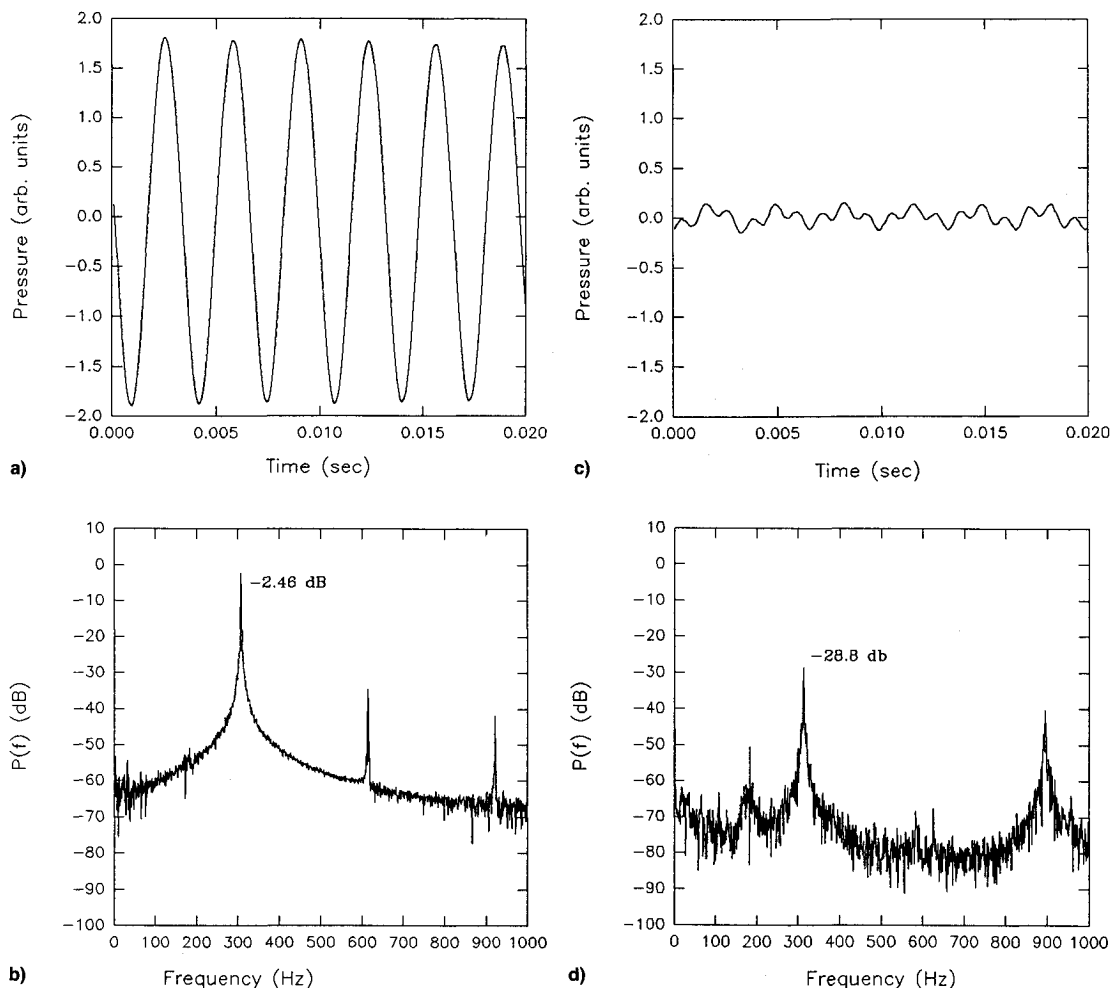 2.0
1.5
1.0
0.5
0.0
−0.5
−1.0
−1.5
−2.0
Pressure (arb. units)
0.000 0.005 0.010 0.015 0.020
Time (sec)
a)
2.0
1.5
1.0
0.5
0.0
−0.5
−1.0
−1.5
−2.0
Pressure (arb. units)
0.000 0.005 0.010 0.015 0.020
Time (sec)
c)
10
0
−10
−20
−30
−40
−50
−60
−70
−80
−90
−100
P(f) (dB)
−2.46 dB
0 100 200 300 400 500 600 700 800 900 1000
Frequency (Hz)
b)
10
0
−10
−20
−30
−40
−50
−60
−70
−80
−90
−100
P(f) (dB)
−28.8 db
0 100 200 300 400 500 600 700 800 900 1000
Frequency (Hz)
d)